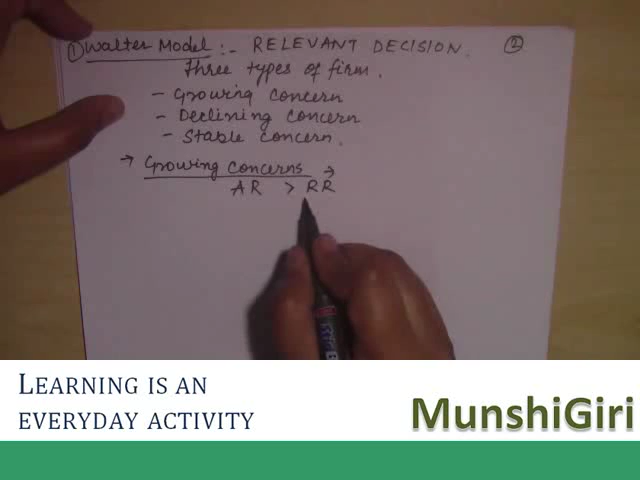 ① Walter Model :- RELEVANT DECISION. ②
Three types of firm.
- Growing Concern
- Declining Concern
- Stable Concern.
→ Growing Concerns →
AR > RR
LEARNING IS AN
EVERYDAY ACTIVITY
MunshiGiri